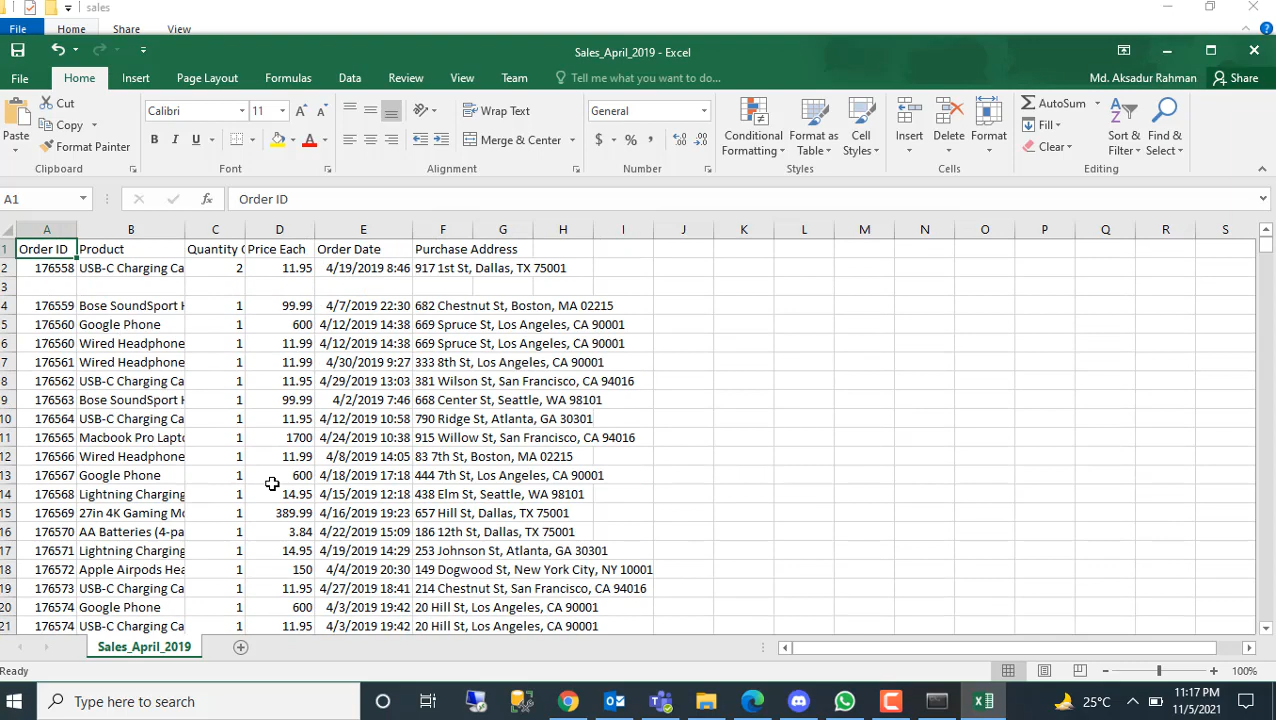 sales
File Home Share View
Sales_April_2019 - Excel
File Home Insert Page Layout Formulas Data Review View Team Tell me what you want to do... Md. Aksadur Rahman Share
Paste
Cut
Copy
Format Painter
Clipboard
Calibri 11
B I U
Font
Wrap Text
Merge & Center
Alignment
General
$ % ,
Number
Conditional Formatting
Format as Table
Cell Styles
Styles
Insert Delete Format
Cells
AutoSum
Fill
Clear
Sort & Filter
Find & Select
Editing
A1 fx Order ID
A B C D E F G H I J K L M N O P Q R S
1 Order ID Product Quantity Price Each Order Date Purchase Address
2 176558 USB-C Charging Ca 2 11.95 4/19/2019 8:46 917 1st St, Dallas, TX 75001
3
4 176559 Bose SoundSport H 1 99.99 4/7/2019 22:30 682 Chestnut St, Boston, MA 02215
5 176560 Google Phone 1 600 4/12/2019 14:38 669 Spruce St, Los Angeles, CA 90001
6 176560 Wired Headphone 1 11.99 4/12/2019 14:38 669 Spruce St, Los Angeles, CA 90001
7 176561 Wired Headphone 1 11.99 4/30/2019 9:27 333 8th St, Los Angeles, CA 90001
8 176562 USB-C Charging Ca 1 11.95 4/29/2019 13:03 381 Wilson St, San Francisco, CA 94016
9 176563 Bose SoundSport H 1 99.99 4/2/2019 7:46 668 Center St, Seattle, WA 98101
10 176564 USB-C Charging Ca 1 11.95 4/12/2019 10:58 790 Ridge St, Atlanta, GA 30301
11 176565 Macbook Pro Lapto 1 1700 4/24/2019 10:38 915 Willow St, San Francisco, CA 94016
12 176566 Wired Headphone 1 11.99 4/8/2019 14:05 83 7th St, Boston, MA 02215
13 176567 Google Phone 1 600 4/18/2019 17:18 444 7th St, Los Angeles, CA 90001
14 176568 Lightning Charging 1 14.95 4/15/2019 12:18 438 Elm St, Seattle, WA 98101
15 176569 27in 4K Gaming Mo 1 389.99 4/16/2019 19:23 657 Hill St, Dallas, TX 75001
16 176570 AA Batteries (4-pa 1 3.84 4/22/2019 15:09 186 12th St, Dallas, TX 75001
17 176571 Lightning Charging 1 14.95 4/19/2019 14:29 253 Johnson St, Atlanta, GA 30301
18 176572 Apple Airpods Hea 1 150 4/4/2019 20:30 149 Dogwood St, New York City, NY 10001
19 176573 USB-C Charging Ca 1 11.95 4/27/2019 18:41 214 Chestnut St, San Francisco, CA 94016
20 176574 Google Phone 1 600 4/3/2019 19:42 20 Hill St, Los Angeles, CA 90001
21 176574 USB-C Charging Ca 1 11.95 4/3/2019 19:42 20 Hill St, Los Angeles, CA 90001
Sales_April_2019
Ready 100%
Type here to search 25°C 11:17 PM
11/5/2021